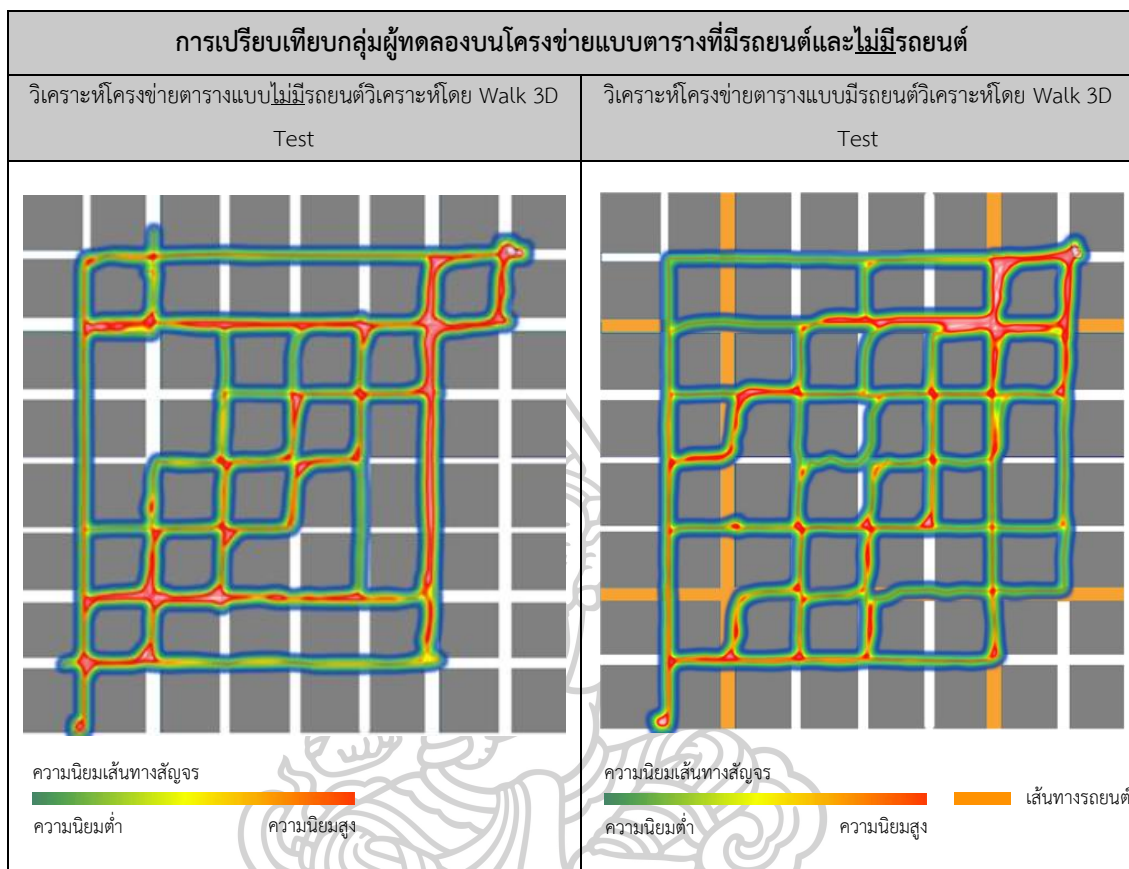 การเปรียบเทียบกลุ่มผู้ทดลองบนโครงข่ายแบบตารางที่มีรถยนต์และไม่มีรถยนต์
วิเคราะห์โครงข่ายตารางแบบไม่มีรถยนต์วิเคราะห์โดย Walk 3D
Test
วิเคราะห์โครงข่ายตารางแบบมีรถยนต์วิเคราะห์โดย Walk 3D
Test
ความนิยมเส้นทางสัญจร
ความนิยมต่ำ ความนิยมสูง
ความนิยมเส้นทางสัญจร
เส้นทางรถยนต์
ความนิยมต่ำ ความนิยมสูง